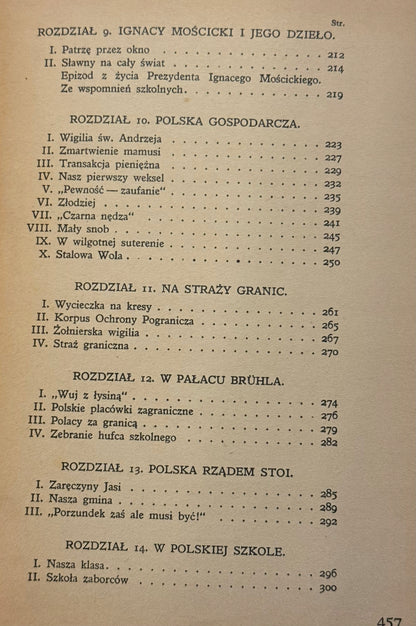 Str.
ROZDZIAŁ 9. IGNACY MOŚCICKI I JEGO DZIEŁO.
I. Patrzę przez okno . . . . . . . . . . . . 212
II. Sławny na cały świat . . . . . . . . . . . 214
Epizod z życia Prezydenta Ignacego Mościckiego.
Ze wspomnień szkolnych. . . . . . . . . . . 219
ROZDZIAŁ 10. POLSKA GOSPODARCZA.
I. Wigilia św. Andrzeja . . . . . . . . . . . 223
II. Zmartwienie mamusi . . . . . . . . . . . 227
III. Transakcja pieniężna . . . . . . . . . . . 229
IV. Nasz pierwszy weksel . . . . . . . . . . . 232
V. „Pewność — zaufanie“ . . . . . . . . . . . 235
VI. Złodziej . . . . . . . . . . . . . . . 239
VII. „Czarna nędza“ . . . . . . . . . . . . . 241
VIII. Mały snob . . . . . . . . . . . . . . 245
IX. W wilgotnej suterenie . . . . . . . . . . . 247
X. Stalowa Wola . . . . . . . . . . . . . . 250
ROZDZIAŁ 11. NA STRAŻY GRANIC.
I. Wycieczka na kresy . . . . . . . . . . . . 261
II. Korpus Ochrony Pogranicza . . . . . . . . . 265
III. Żołnierska wigilia . . . . . . . . . . . . 267
IV. Straż graniczna . . . . . . . . . . . . . 270
ROZDZIAŁ 12. W PAŁACU BRÜHLA.
I. „Wuj z łysiną“ . . . . . . . . . . . . . 274
II. Polskie placówki zagraniczne . . . . . . . . . 276
III. Polacy za granicą . . . . . . . . . . . . 279
IV. Zebranie hufca szkolnego . . . . . . . . . . 282
ROZDZIAŁ 13. POLSKA RZĄDEM STOI.
I. Zaręczyny Jasi . . . . . . . . . . . . . 285
II. Nasza gmina . . . . . . . . . . . . . . 289
III. „Porzundek zaś ale musi być!“ . . . . . . . . 292
ROZDZIAŁ 14. W POLSKIEJ SZKOLE.
I. Nasza klasa. . . . . . . . . . . . . . . 296
II. Szkoła zaborców . . . . . . . . . . . . . 300
457